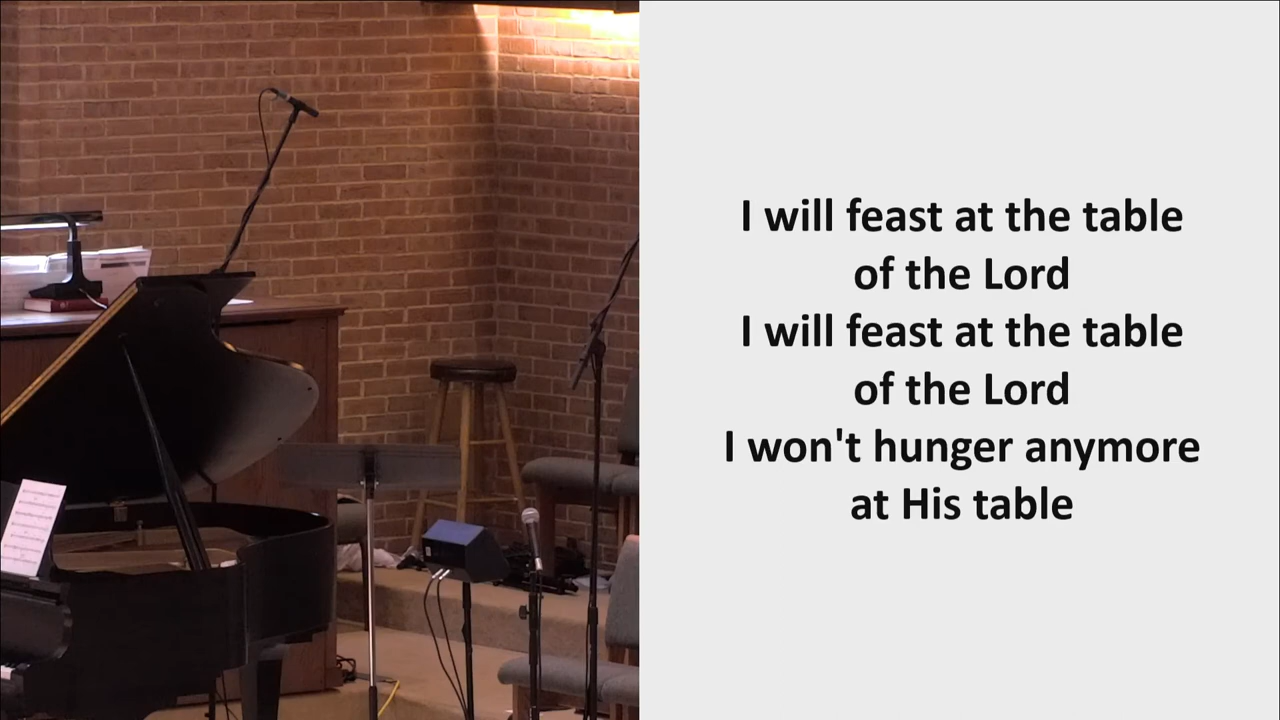 I will feast at the table
of the Lord
I will feast at the table
of the Lord
I won't hunger anymore
at His table